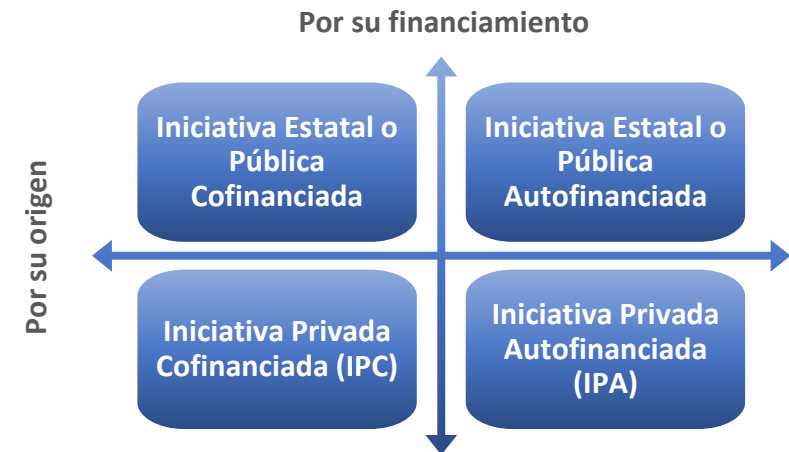 Por su financiamiento
Por su origen
Iniciativa Estatal o
Pública
Cofinanciada
Iniciativa Estatal o
Pública
Autofinanciada
Iniciativa Privada
Cofinanciada (IPC)
Iniciativa Privada
Autofinanciada
(IPA)